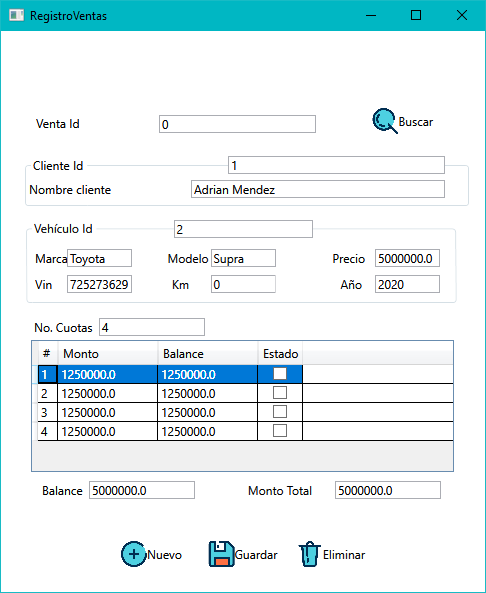 RegistroVentas
Venta Id 0 Buscar
Cliente Id 1
Nombre cliente Adrian Mendez
Vehículo Id 2
Marca Toyota Modelo Supra Precio 5000000.0
Vin 725273629 Km 0 Año 2020
No. Cuotas 4
# Monto Balance Estado
1 1250000.0 1250000.0
2 1250000.0 1250000.0
3 1250000.0 1250000.0
4 1250000.0 1250000.0
Balance 5000000.0 Monto Total 5000000.0
Nuevo Guardar Eliminar